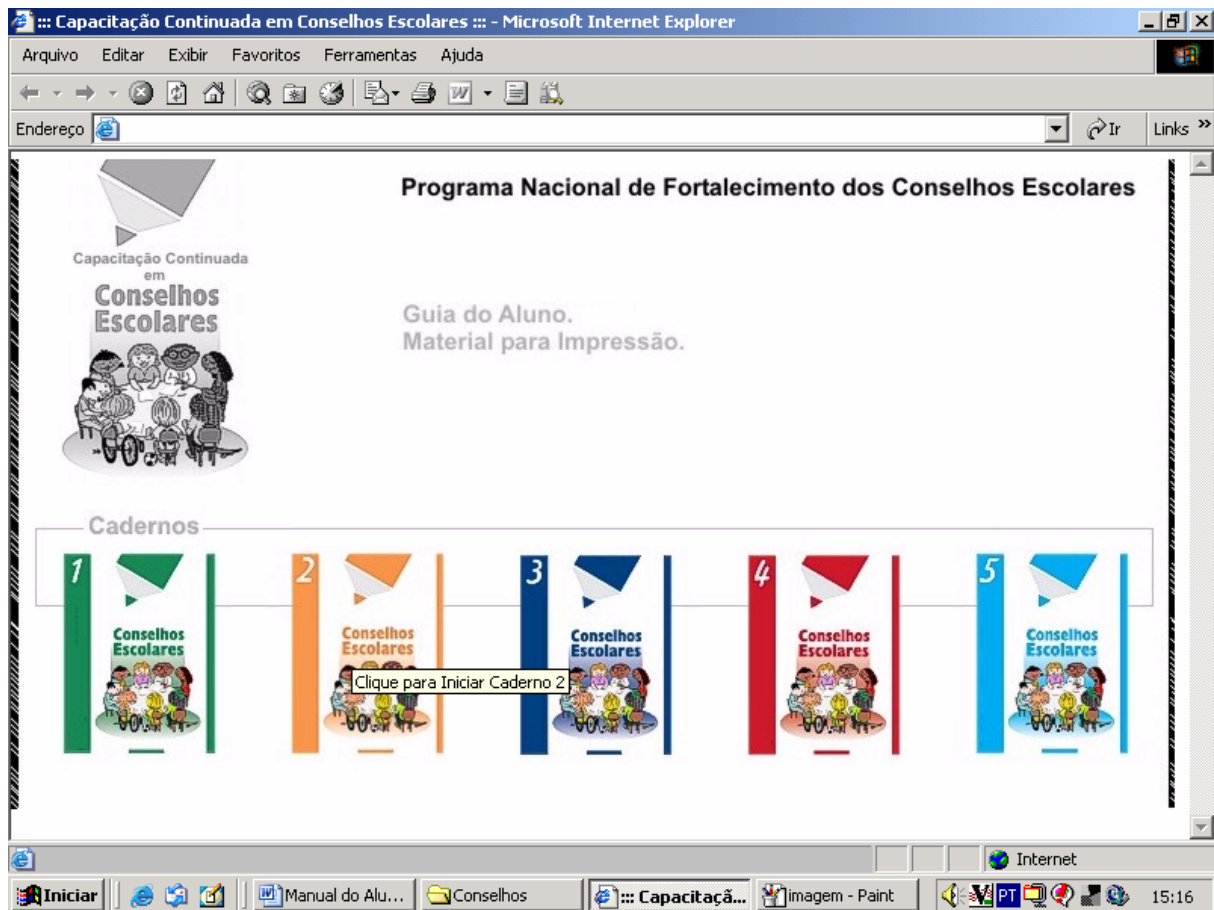 ::: Capacitação Continuada em Conselhos Escolares ::: - Microsoft Internet Explorer
Arquivo Editar Exibir Favoritos Ferramentas Ajuda
Endereço Ir Links »
Programa Nacional de Fortalecimento dos Conselhos Escolares
Capacitação Continuada
em
Conselhos
Escolares
Guia do Aluno.
Material para Impressão.
Cadernos
1 2 3 4 5
Conselhos Conselhos Conselhos Conselhos Conselhos
Escolares Escolares Escolares Escolares Escolares
Clique para Iniciar Caderno 2
Internet
Iniciar Manual do Alu... Conselhos ::: Capacitaçã... imagem - Paint PT 15:16